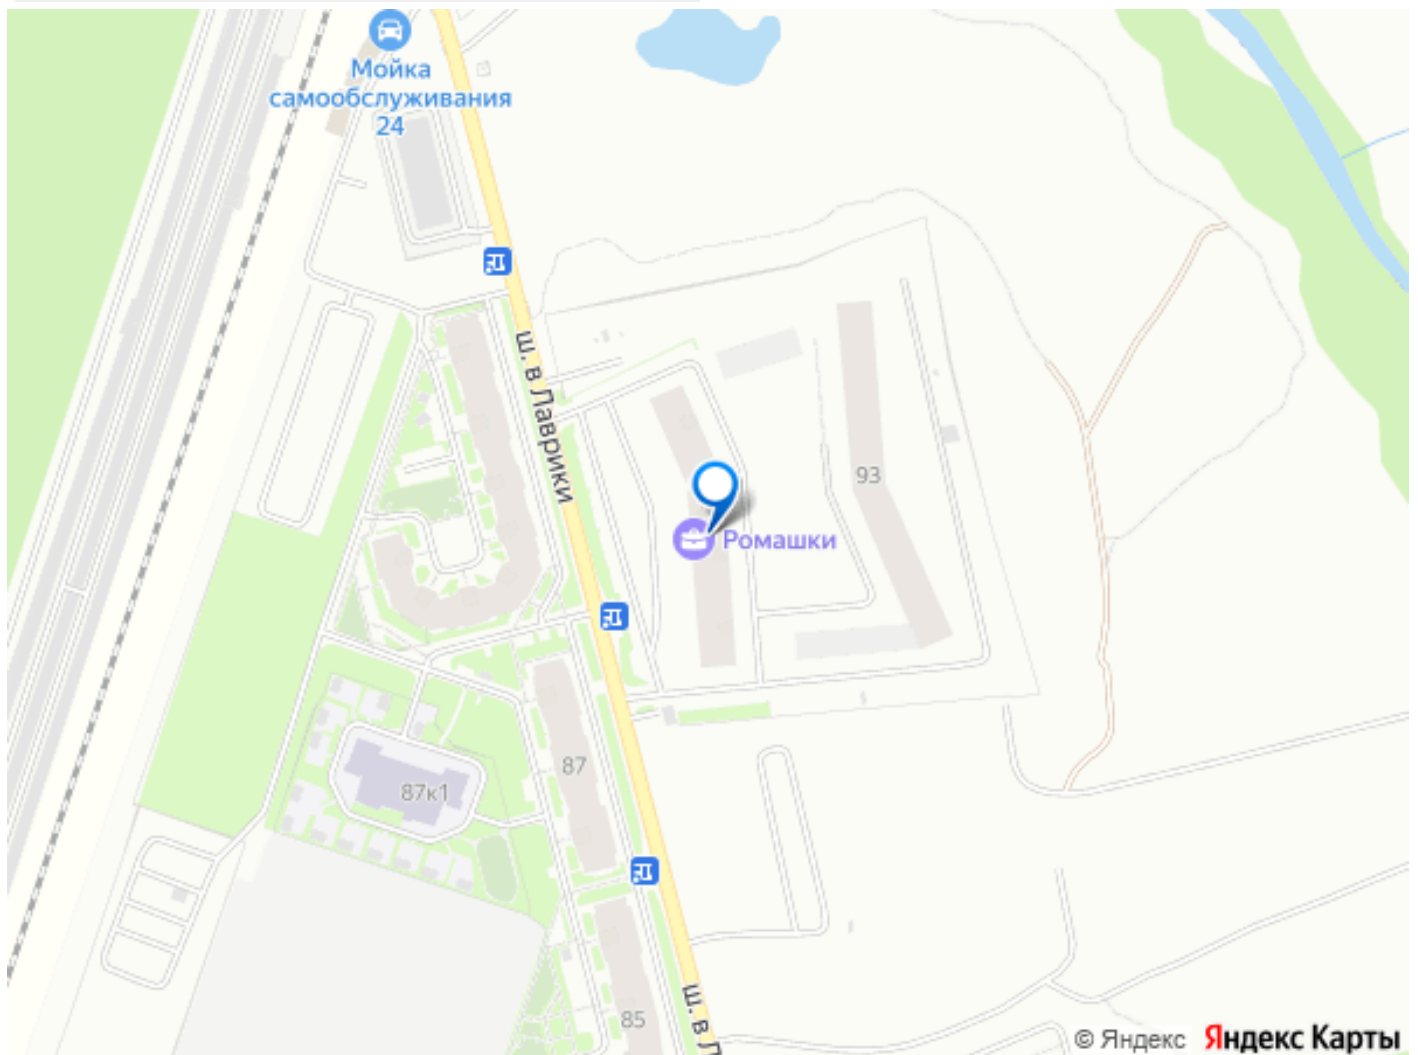 Мойка
самообслуживания
24
ш. в Лаврики
93
Ромашки
87
87к1
85
ш. в Л
© Яндекс Яндекс Карты